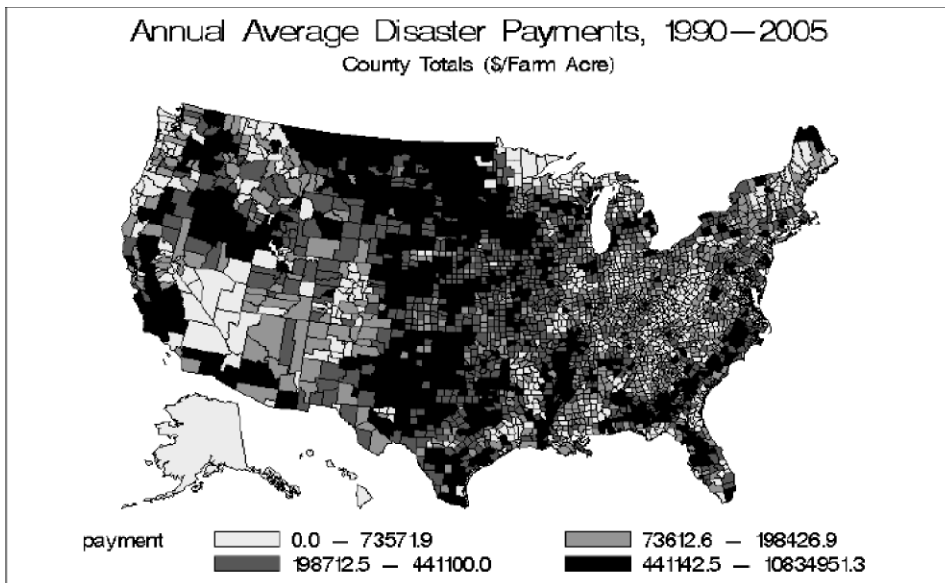 Annual Average Disaster Payments, 1990–2005
County Totals ($/Farm Acre)
payment 0.0 – 73571.9 73612.6 – 198426.9
198712.5 – 441100.0 441142.5 – 10834951.3